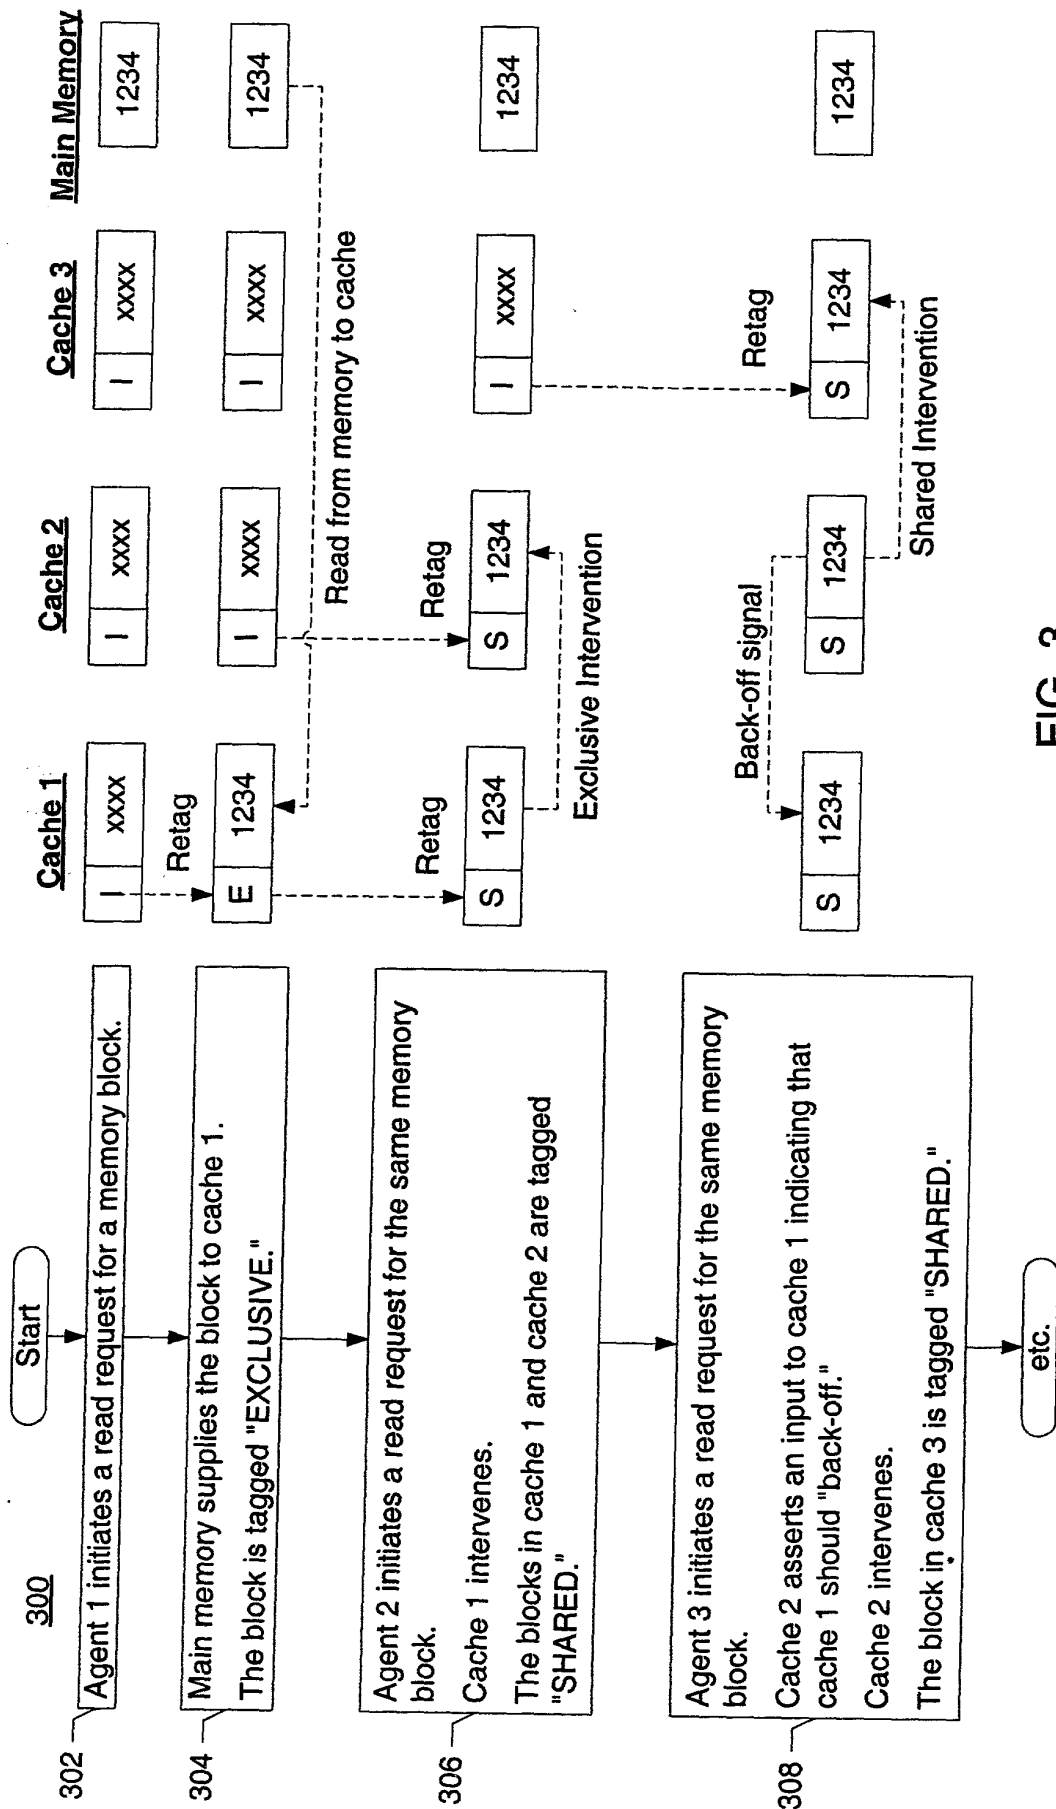 300
Start
Cache 1
Cache 2
Cache 3
Main Memory
302
Agent 1 initiates a read request for a memory block.
I
xxxx
I
xxxx
I
xxxx
1234
Retag
304
Main memory supplies the block to cache 1.
The block is tagged "EXCLUSIVE."
E
1234
I
xxxx
I
xxxx
1234
Read from memory to cache
Retag
Retag
306
Agent 2 initiates a read request for the same memory
block.
Cache 1 intervenes.
The blocks in cache 1 and cache 2 are tagged
"SHARED."
S
1234
S
1234
I
xxxx
1234
Exclusive Intervention
Back-off signal
Retag
308
Agent 3 initiates a read request for the same memory
block.
Cache 2 asserts an input to cache 1 indicating that
cache 1 should "back-off."
Cache 2 intervenes.
The block in cache 3 is tagged "SHARED."
S
1234
S
1234
S
1234
1234
Shared Intervention
etc.
FIG. 3